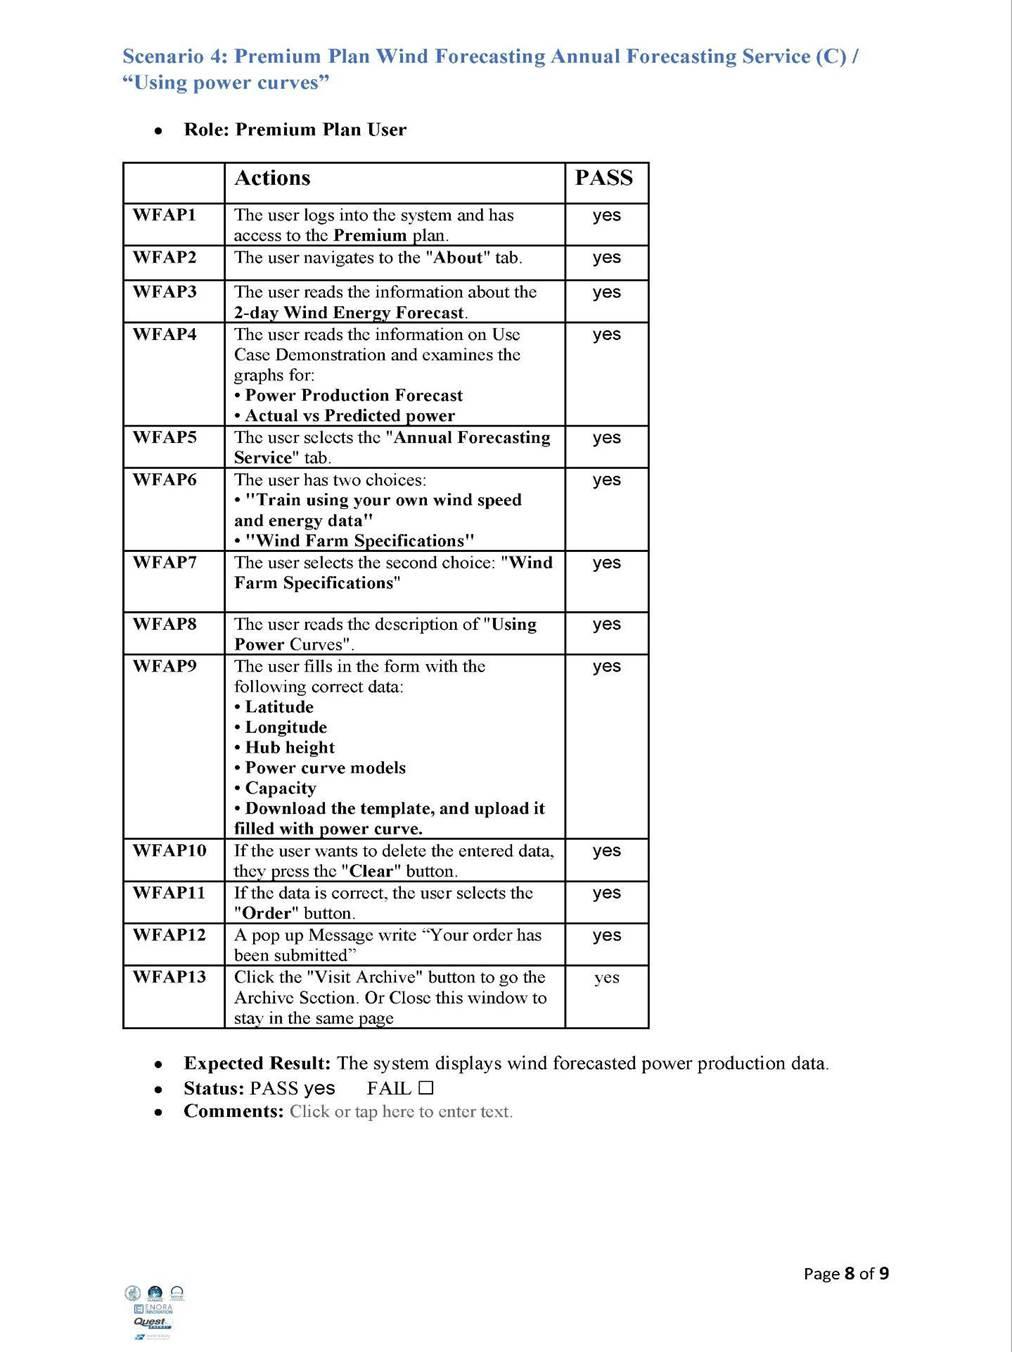 Scenario 4: Premium Plan Wind Forecasting Annual Forecasting Service (C) /
“Using power curves”
• Role: Premium Plan User
Actions PASS
WFAP1 The user logs into the system and has yes
access to the Premium plan.
WFAP2 The user navigates to the "About" tab. yes
WFAP3 The user reads the information about the yes
2-day Wind Energy Forecast.
WFAP4 The user reads the information on Use yes
Case Demonstration and examines the
graphs for:
• Power Production Forecast
• Actual vs Predicted power
WFAP5 The user selects the "Annual Forecasting yes
Service" tab.
WFAP6 The user has two choices: yes
• "Train using your own wind speed
and energy data"
• "Wind Farm Specifications"
WFAP7 The user selects the second choice: "Wind yes
Farm Specifications"
WFAP8 The user reads the description of "Using yes
Power Curves".
WFAP9 The user fills in the form with the yes
following correct data:
• Latitude
• Longitude
• Hub height
• Power curve models
• Capacity
• Download the template, and upload it
filled with power curve.
WFAP10 If the user wants to delete the entered data, yes
they press the "Clear" button.
WFAP11 If the data is correct, the user selects the yes
"Order" button.
WFAP12 A pop up Message write “Your order has yes
been submitted”
WFAP13 Click the "Visit Archive" button to go the yes
Archive Section. Or Close this window to
stay in the same page
• Expected Result: The system displays wind forecasted power production data.
• Status: PASS yes FAIL ☐
• Comments: Click or tap here to enter text.
Page 8 of 9
ENORA
INNOVATION
Quest